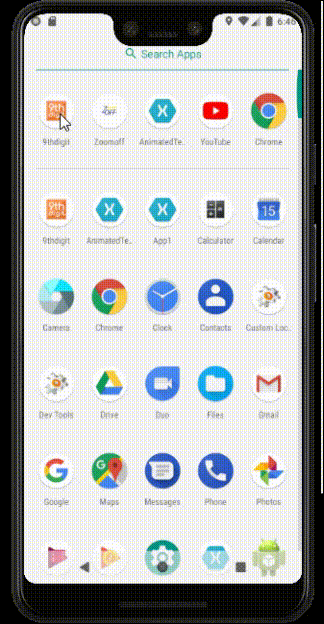 6:46
Search Apps
9thdigit Zoomoff AnimatedTe.. YouTube Chrome
9thdigit AnimatedTe.. App1 Calculator Calendar
Camera Chrome Clock Contacts Custom Loc..
Dev Tools Drive Duo Files Gmail
Google Maps Messages Phone Photos